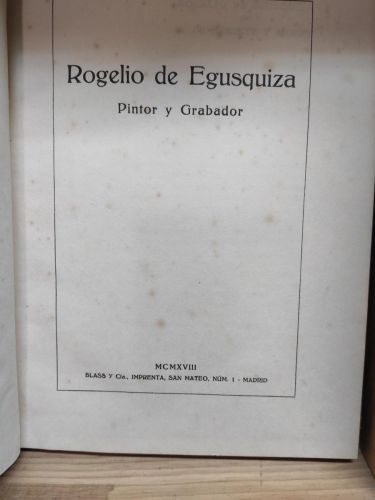 Rogelio de Egusquiza
Pintor y Grabador
MCMXVIII
BLASS Y Cía., IMPRENTA, SAN MATEO, NÚM. 1 - MADRID